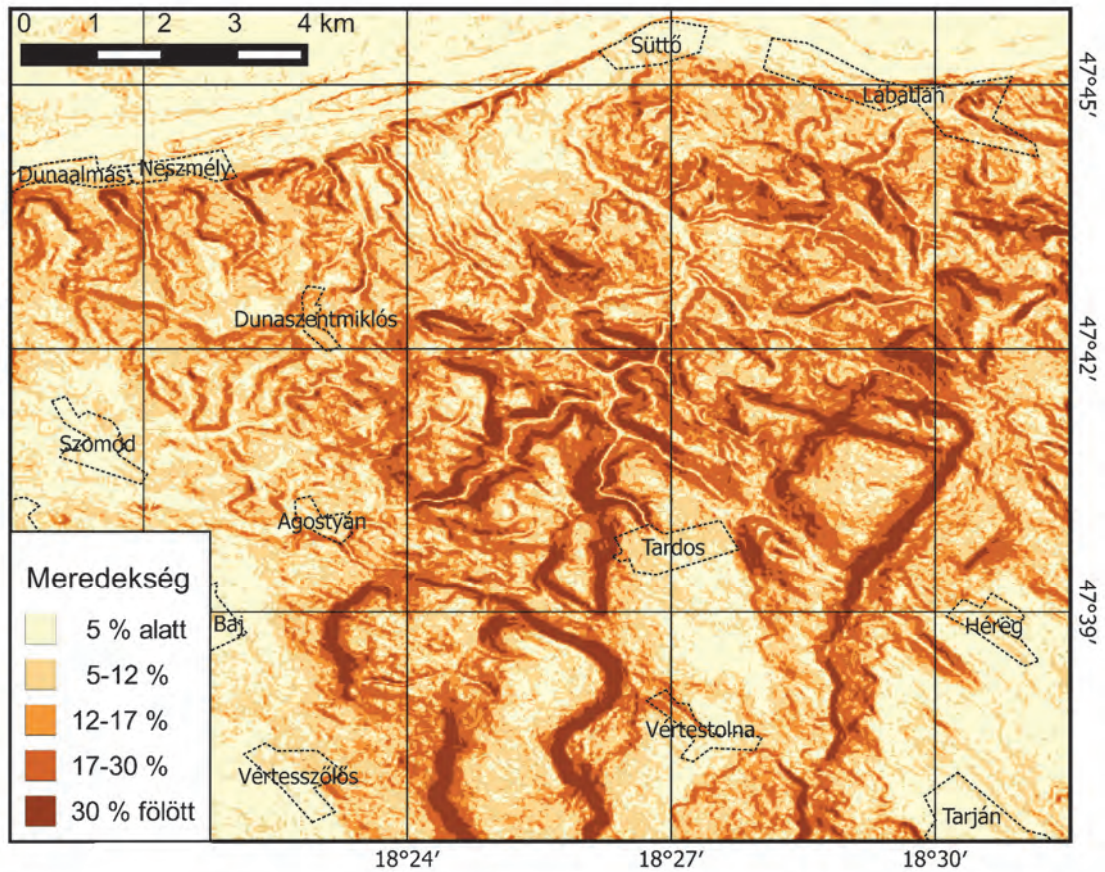 0 1 2 3 4 km
Süttő
47°45′
Lábatlan
Dunaalmás
Neszmély
Dunaszentmiklós
47°42′
Szomód
Agostyán
Tardos
Meredekség
5 % alatt
5-12 %
12-17 %
17-30 %
30 % fölött
Baj
47°39′
Héreg
Vértestolna
Vértesszőlős
Tarján
18°24′ 18°27′ 18°30′